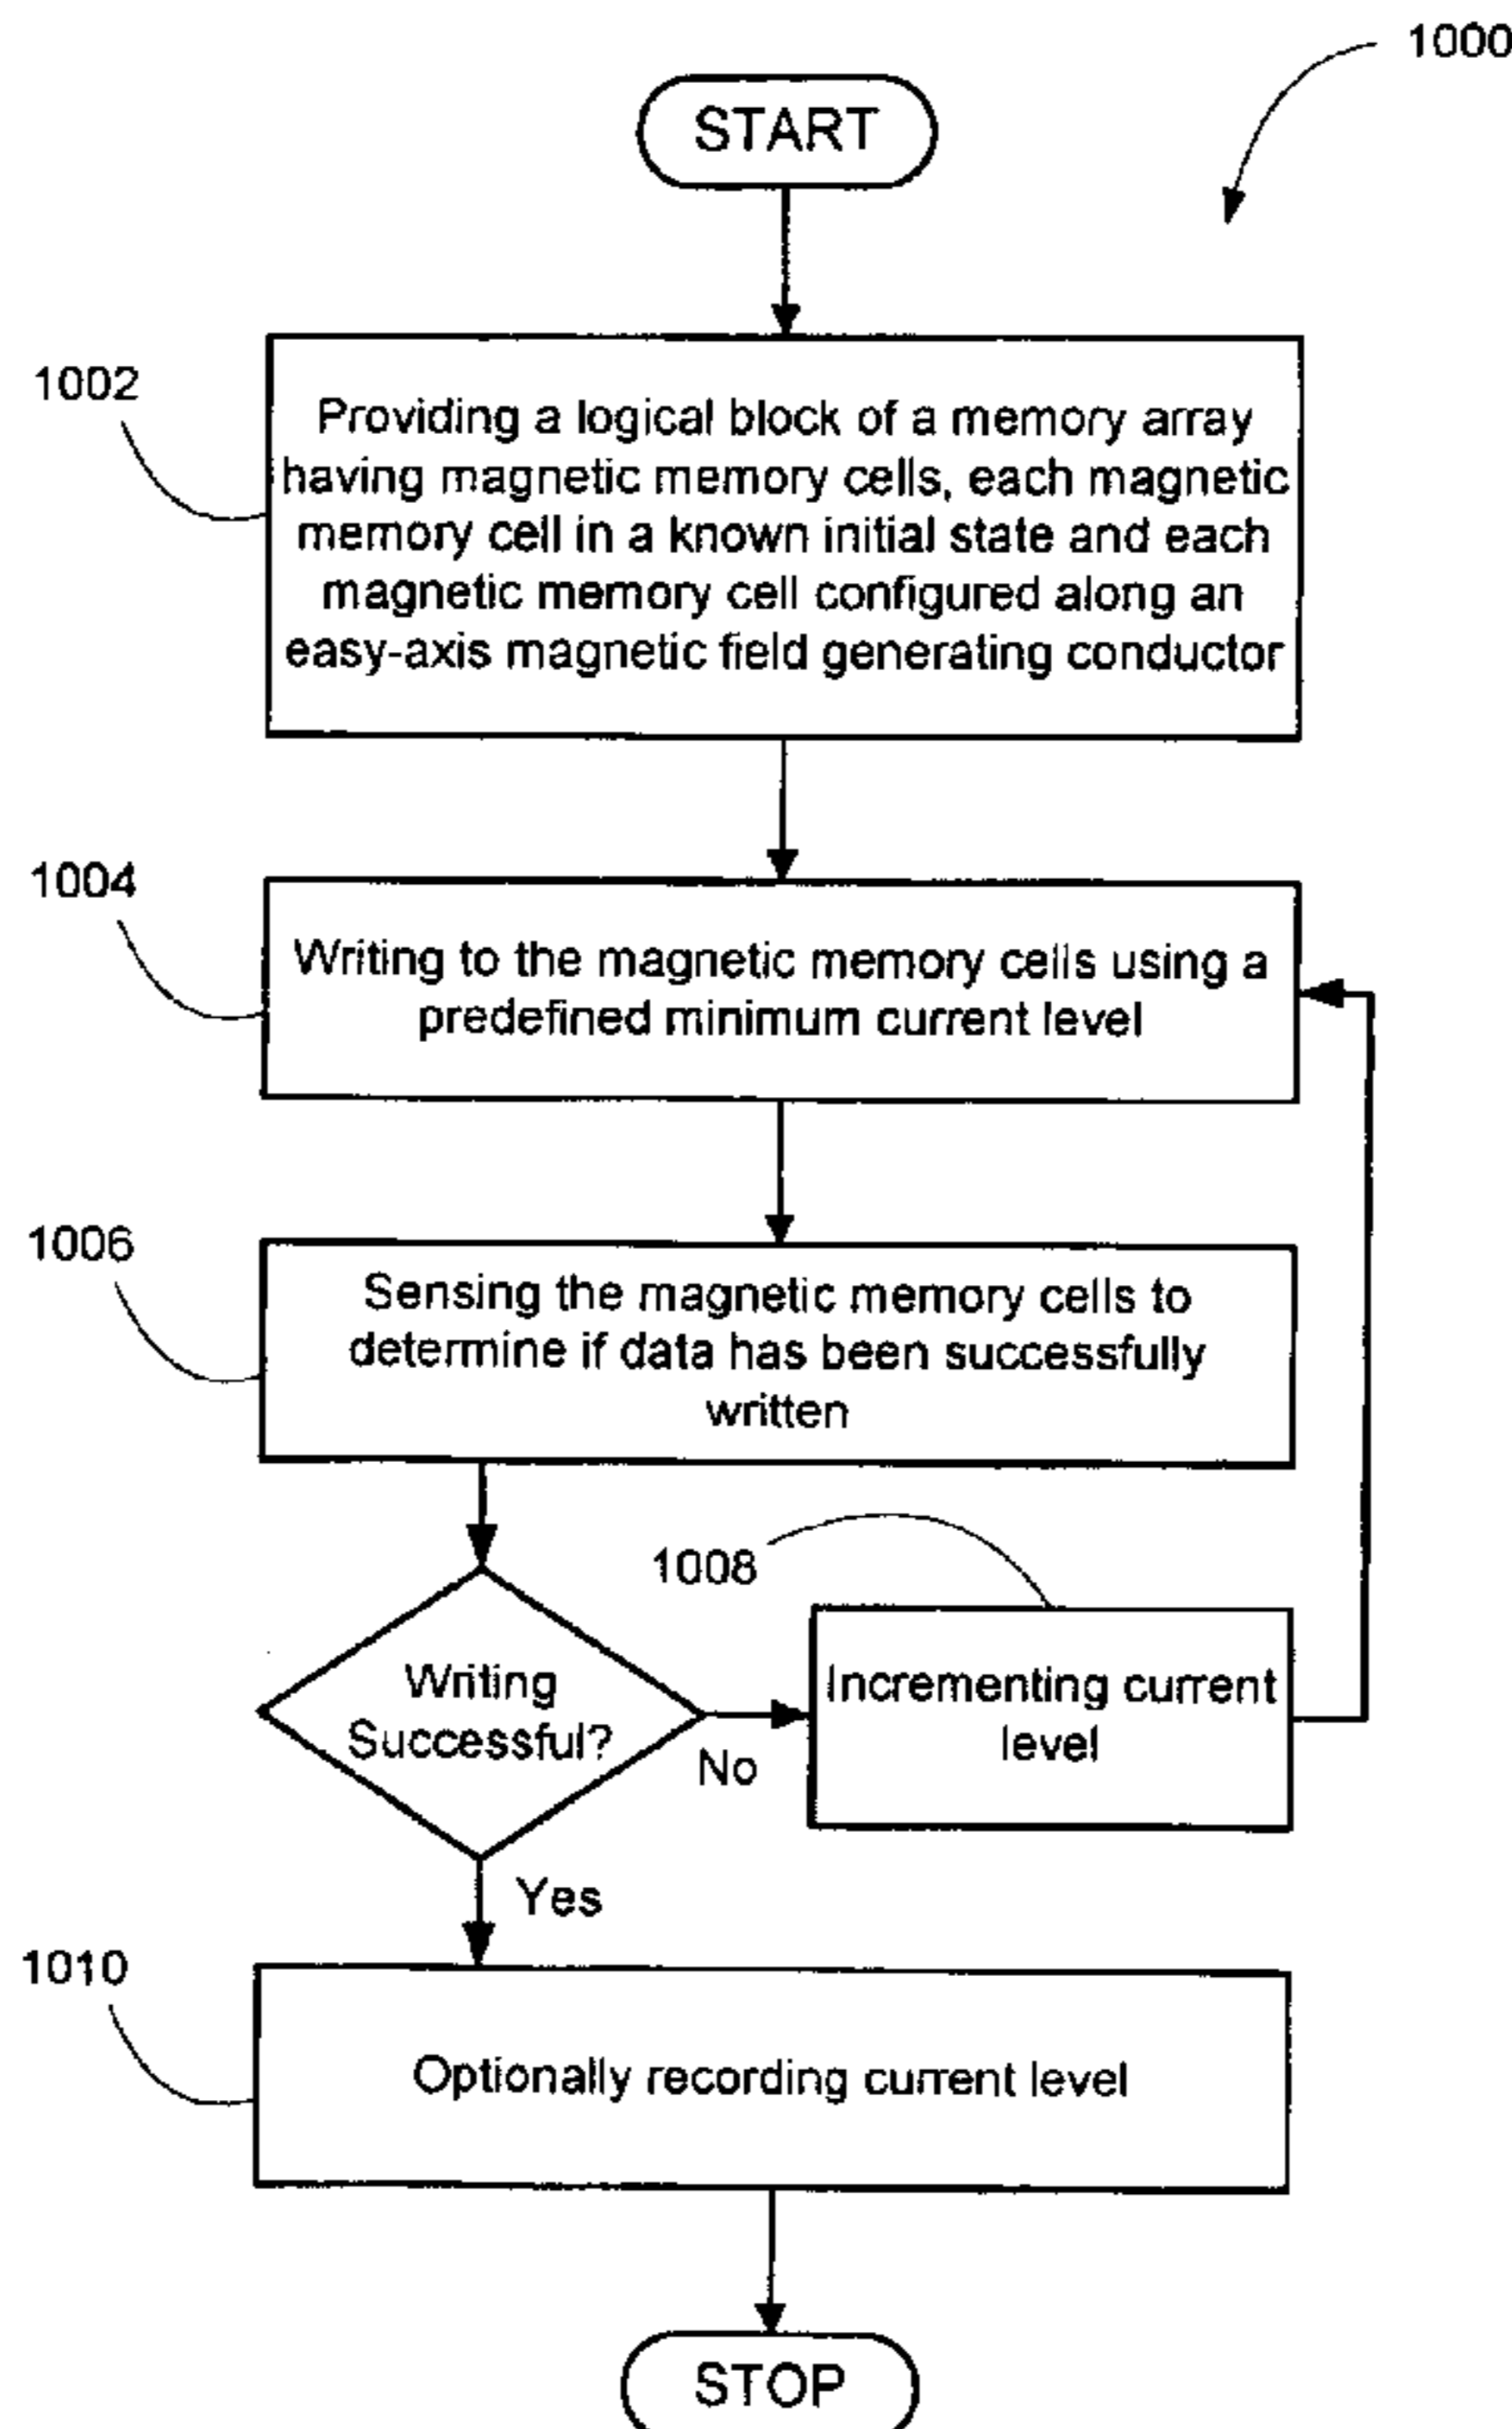 1000
START
1002
Providing a logical block of a memory array
having magnetic memory cells, each magnetic
memory cell in a known initial state and each
magnetic memory cell configured along an
easy-axis magnetic field generating conductor
1004
Writing to the magnetic memory cells using a
predefined minimum current level
1006
Sensing the magnetic memory cells to
determine if data has been successfully
written
1008
Writing
Successful?
No
Incrementing current
level
Yes
1010
Optionally recording current level
STOP